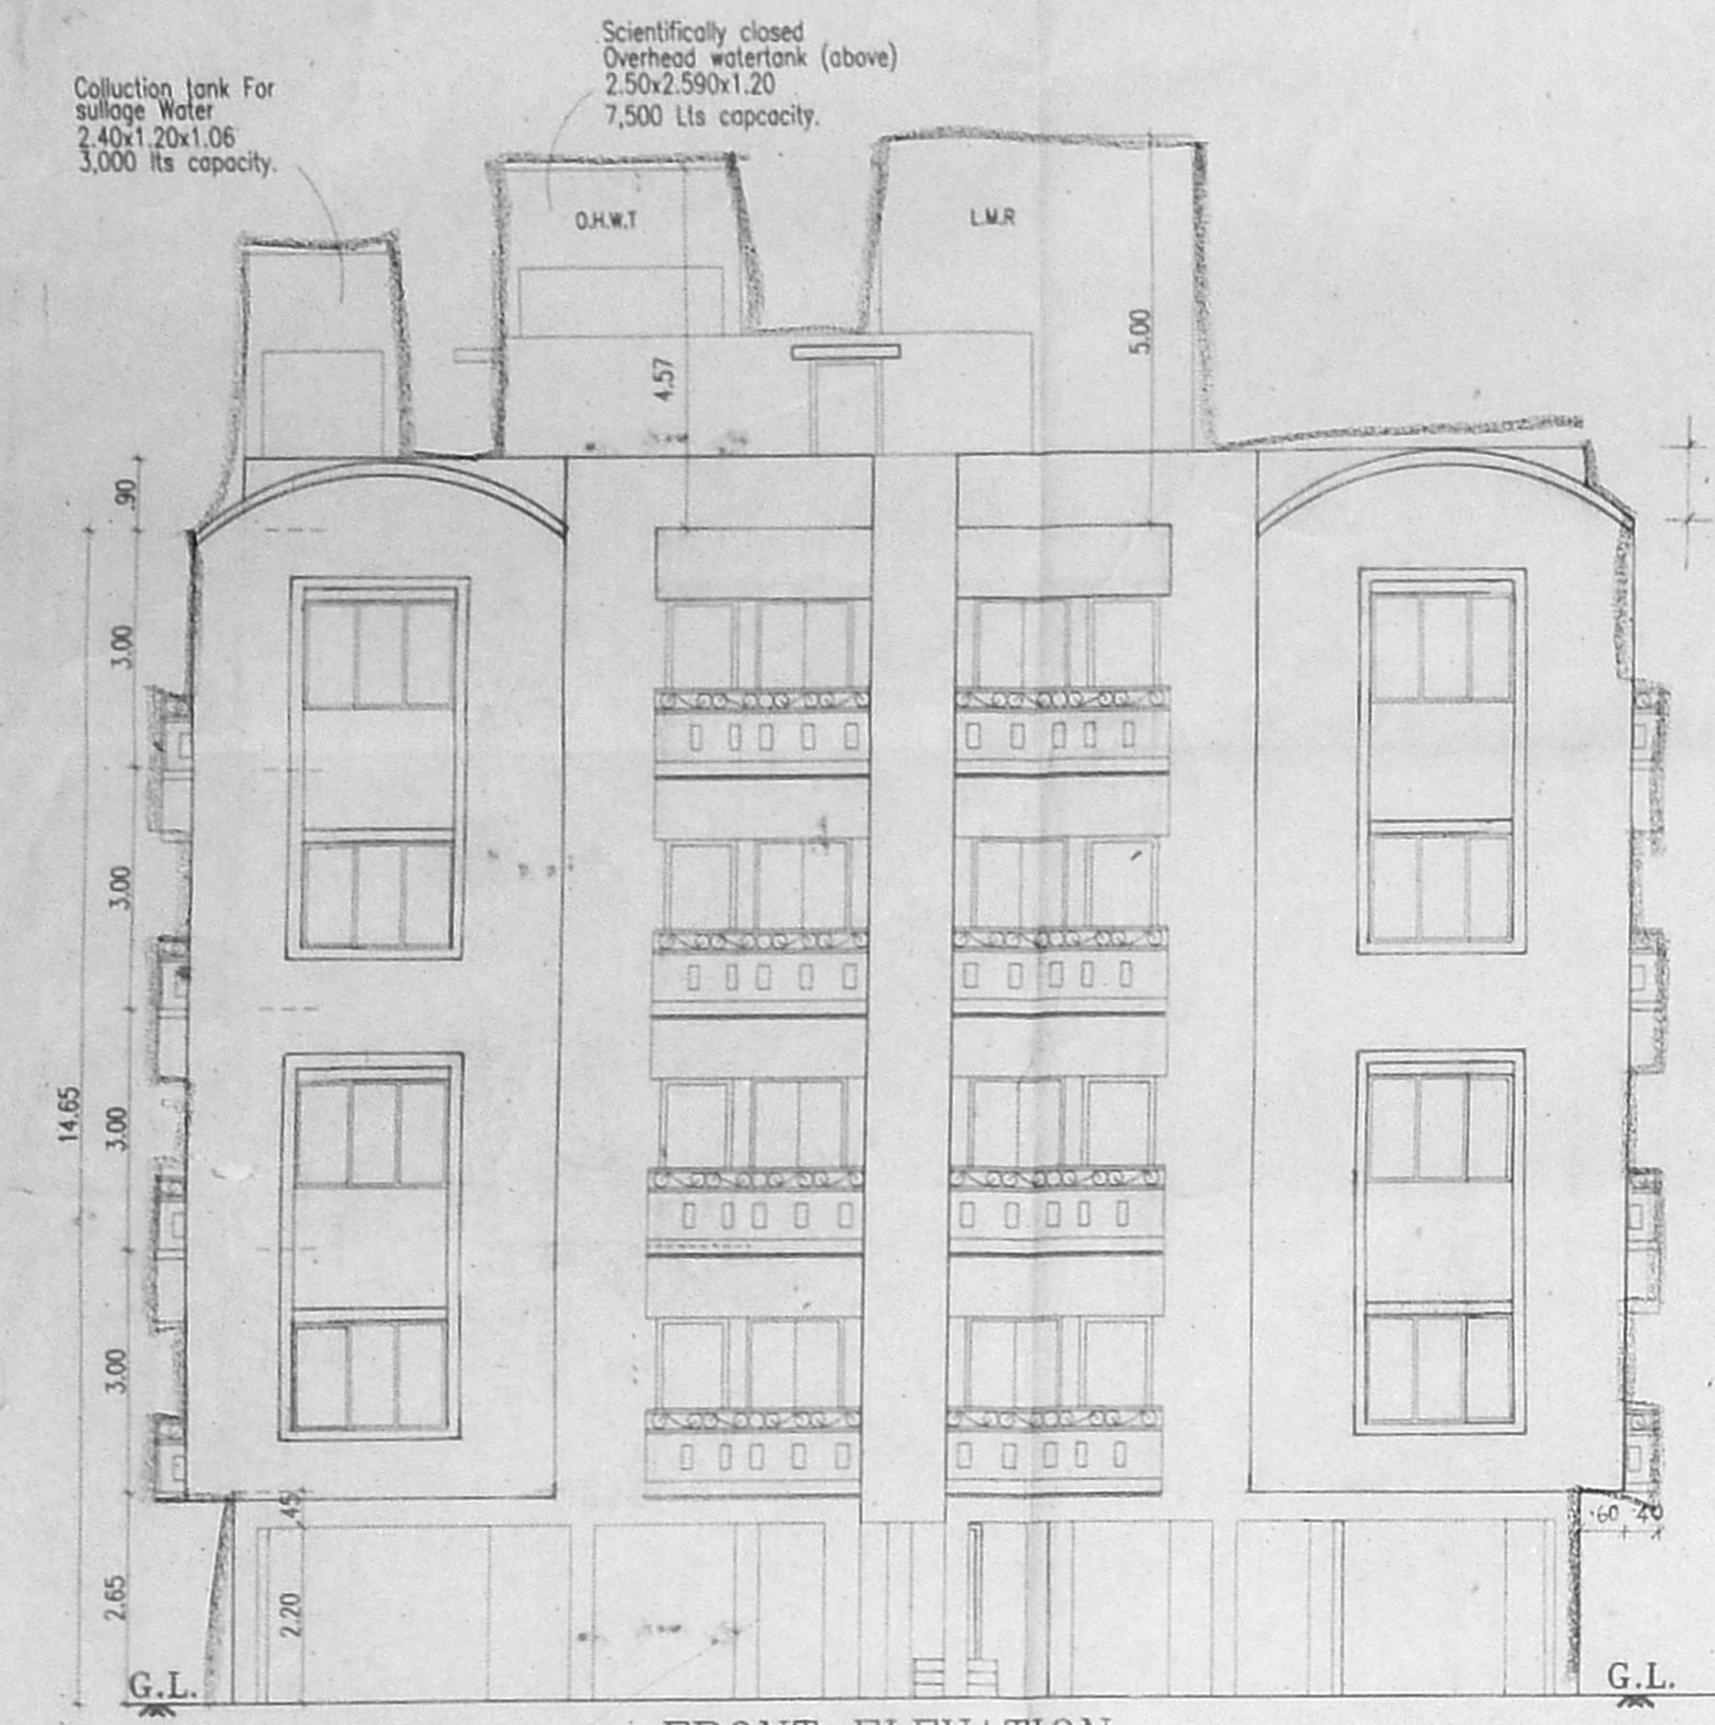 Scientifically closed
Overhead watertank (above)
2.50x2.590x1.20
7,500 Lts capcacity.
Colluction tank For
sullage Water
2.40x1.20x1.06
3,000 lts capacity.
O.H.W.T
L.M.R
5.00
4.57
.90
3.00
3.00
14.65
3.00
3.00
.45
.60 .40
2.65
2.20
G.L.
G.L.
FRONT ELEVATION